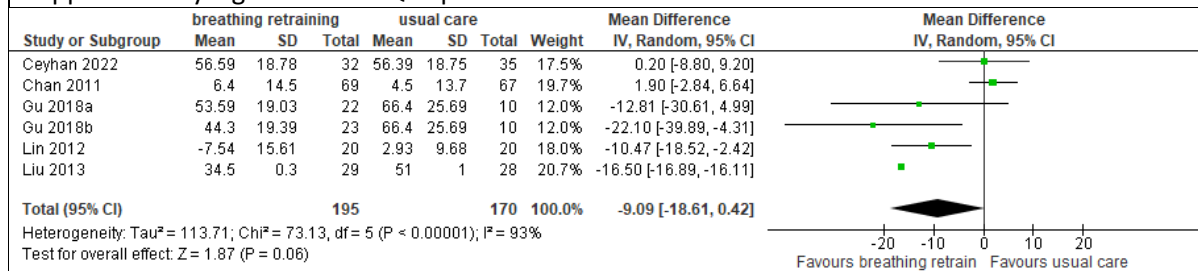 breathing retraining usual care Mean Difference Mean Difference
Study or Subgroup Mean SD Total Mean SD Total Weight IV, Random, 95% CI IV, Random, 95% CI
Ceyhan 2022 56.59 18.78 32 56.39 18.75 35 17.5% 0.20 [-8.80, 9.20]
Chan 2011 6.4 14.5 69 4.5 13.7 67 19.7% 1.90 [-2.84, 6.64]
Gu 2018a 53.59 19.03 22 66.4 25.69 10 12.0% -12.81 [-30.61, 4.99]
Gu 2018b 44.3 19.39 23 66.4 25.69 10 12.0% -22.10 [-39.89, -4.31]
Lin 2012 -7.54 15.61 20 2.93 9.68 20 18.0% -10.47 [-18.52, -2.42]
Liu 2013 34.5 0.3 29 51 1 28 20.7% -16.50 [-16.89, -16.11]
Total (95% CI) 195 170 100.0% -9.09 [-18.61, 0.42]
Heterogeneity: Tau² = 113.71; Chi² = 73.13, df = 5 (P < 0.00001); I² = 93%
Test for overall effect: Z = 1.87 (P = 0.06)
-20 -10 0 10 20
Favours breathing retrain Favours usual care